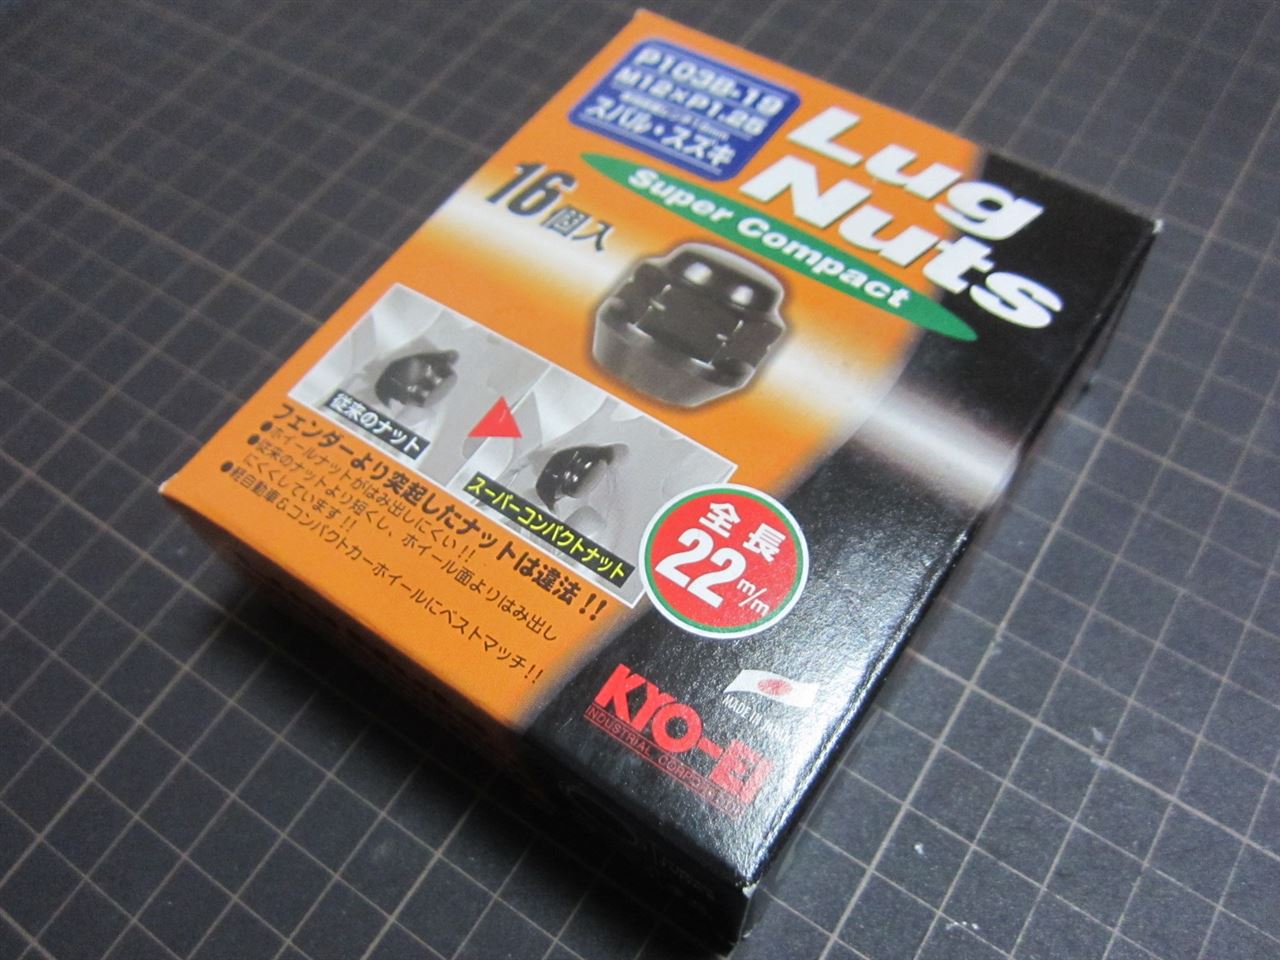 P103B-19
M12×P1.25
スバル・スズキ
Lug
Nuts
Super Compact
16個入
従来のナット
スーパーコンパクトナット
フェンダーより突起したナットは違法!!
●ホイールナットがはみ出しにくい!!
●従来のナットより短くし、ホイール面よりはみ出し
にくくしています!!
●軽自動車&コンパクトカーホイールにベストマッチ!!
全長
22m/m
MADE IN
KYO-EI
INDUSTRIAL CORPORATION